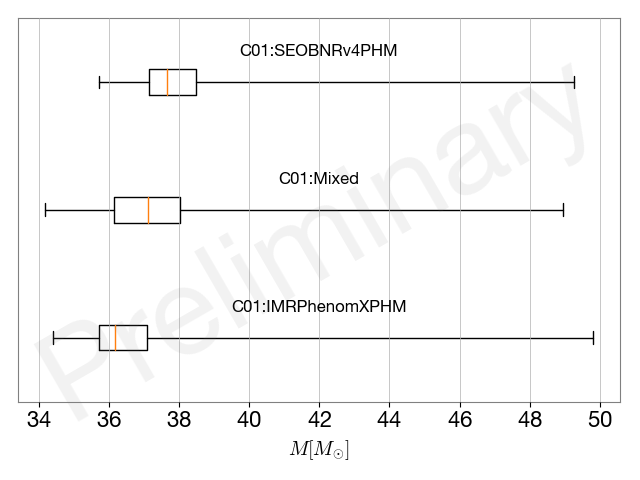 C01:SEOBNRv4PHM
C01:Mixed
C01:IMRPhenomXPHM
Preliminary
34 36 38 40 42 44 46 48 50
M[M⊙]